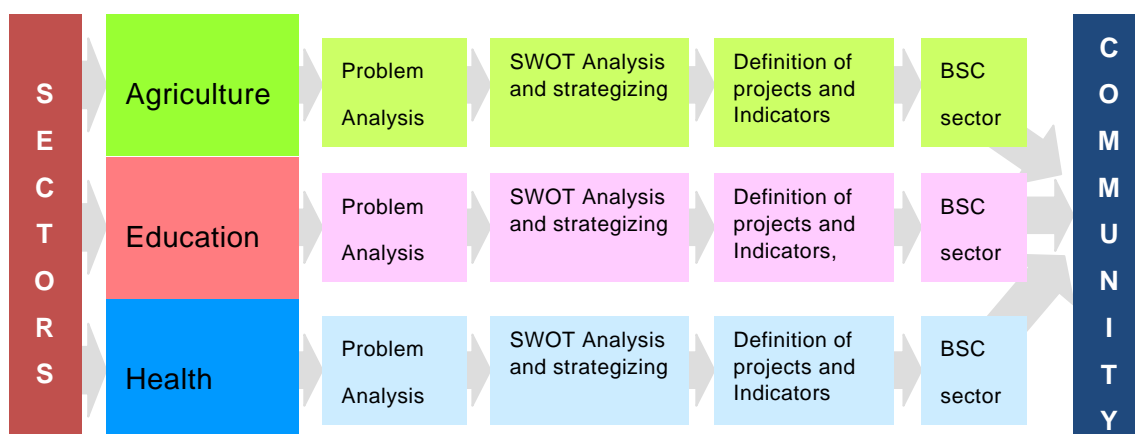 SECTORS
Agriculture
Problem
Analysis
SWOT Analysis
and strategizing
Definition of
projects and
Indicators
BSC
sector
Education
Problem
Analysis
SWOT Analysis
and strategizing
Definition of
projects and
Indicators,
BSC
sector
Health
Problem
Analysis
SWOT Analysis
and strategizing
Definition of
projects and
Indicators
BSC
sector
COMMUNITY